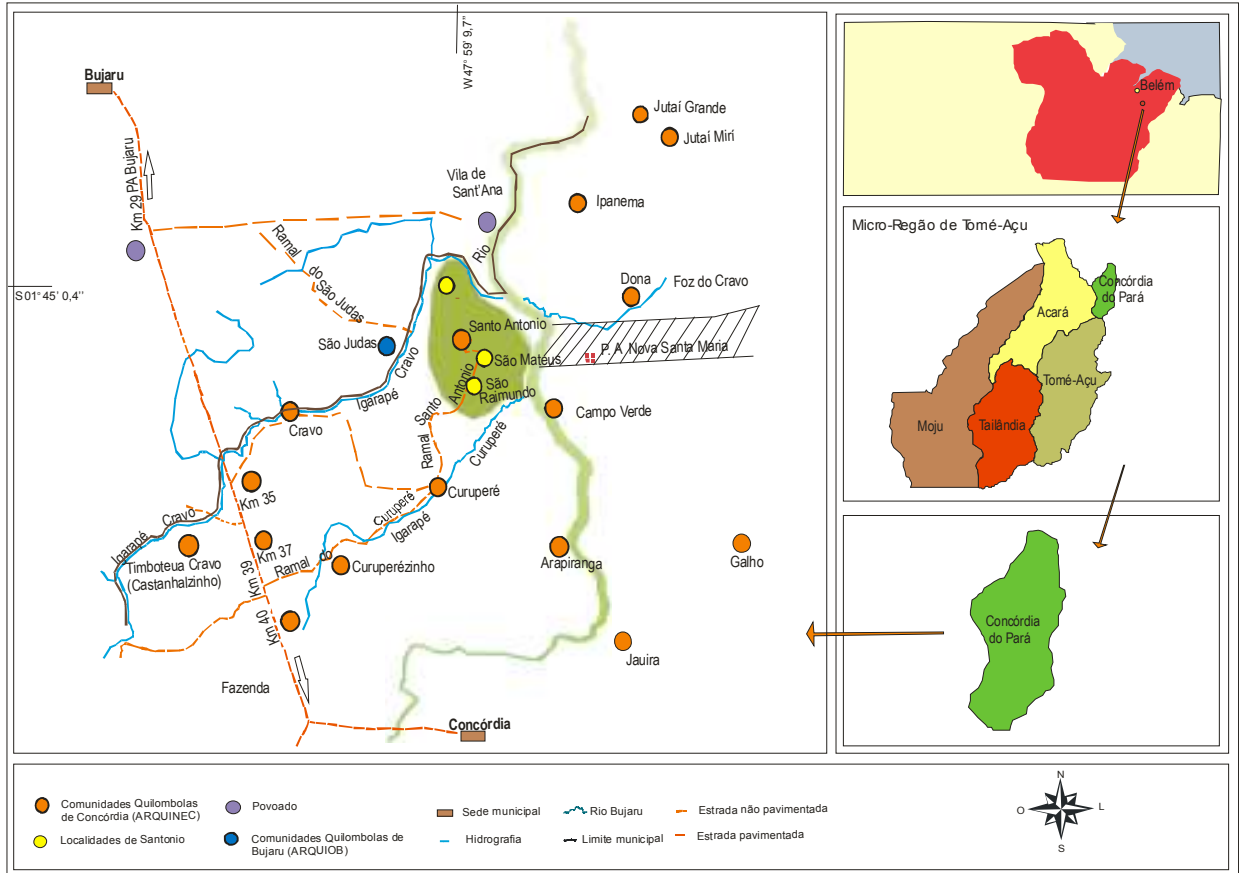 W 47° 59' 9,7"
S 01° 45' 0,4"
Bujaru
Km 29 PA Bujaru
Vila de
Sant'Ana
Rio
Jutaí Grande
Jutaí Mirí
Ipanema
Dona
Foz do Cravo
Ramal do São Judas
São Judas
Igarapé Cravo
Santo Antonio
São Matéus
São
Raimundo
Ramal Santo Antonio
P. A. Nova Santa Maria
Campo Verde
Cravo
Curuperé
Curuperé
Km 35
Igarapé Cravo
Timboteua Cravo
(Castanhalzinho)
Km 37
Km 39
Ramal do Curuperé
Igarapé
Curuperézinho
Km 40
Arapiranga
Galho
Jauira
Fazenda
Concórdia
Belém
Micro-Região de Tomé-Açu
Concórdia
do Pará
Acará
Tomé-Açu
Moju
Tailândia
Concórdia
do Pará
Comunidades Quilombolas
de Concórdia (ARQUINEC)
Localidades de Santonio
Povoado
Comunidades Quilombolas de
Bujaru (ARQUIOB)
Sede municipal
Hidrografia
Rio Bujaru
Limite municipal
Estrada não pavimentada
Estrada pavimentada
N
O
L
S